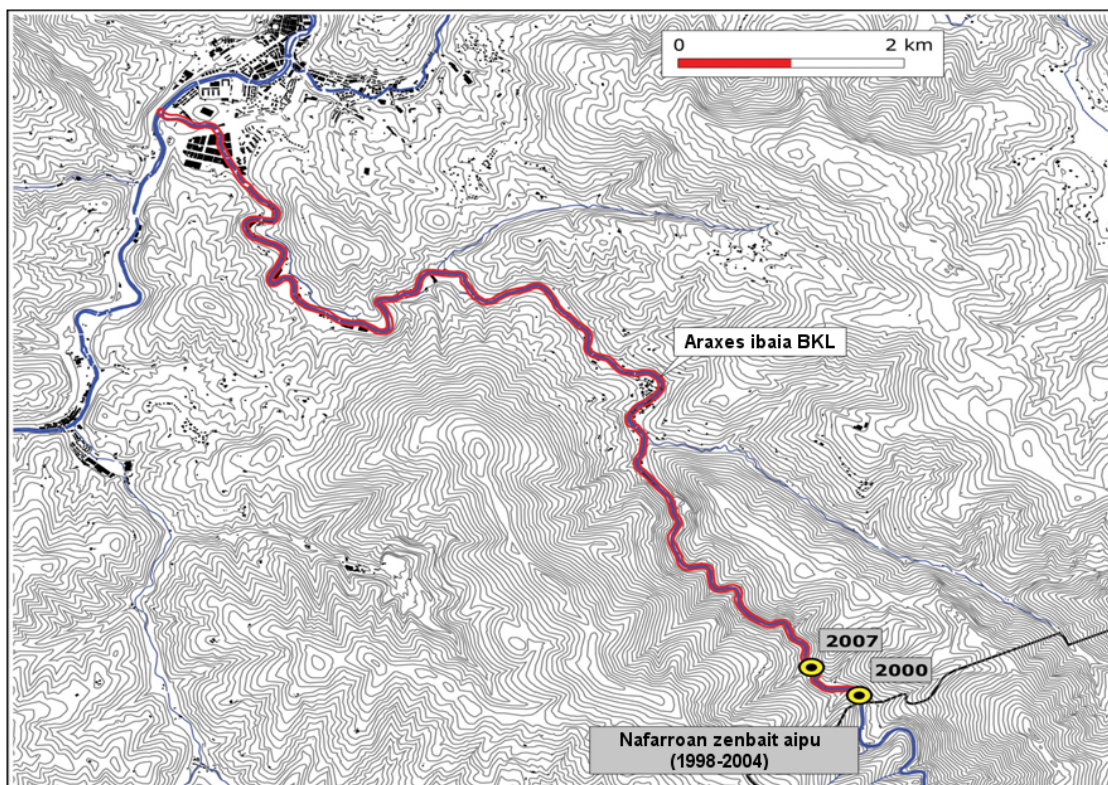 0 2 km
Araxes ibaia BKL
2007
2000
Nafarroan zenbait aipu
(1998-2004)